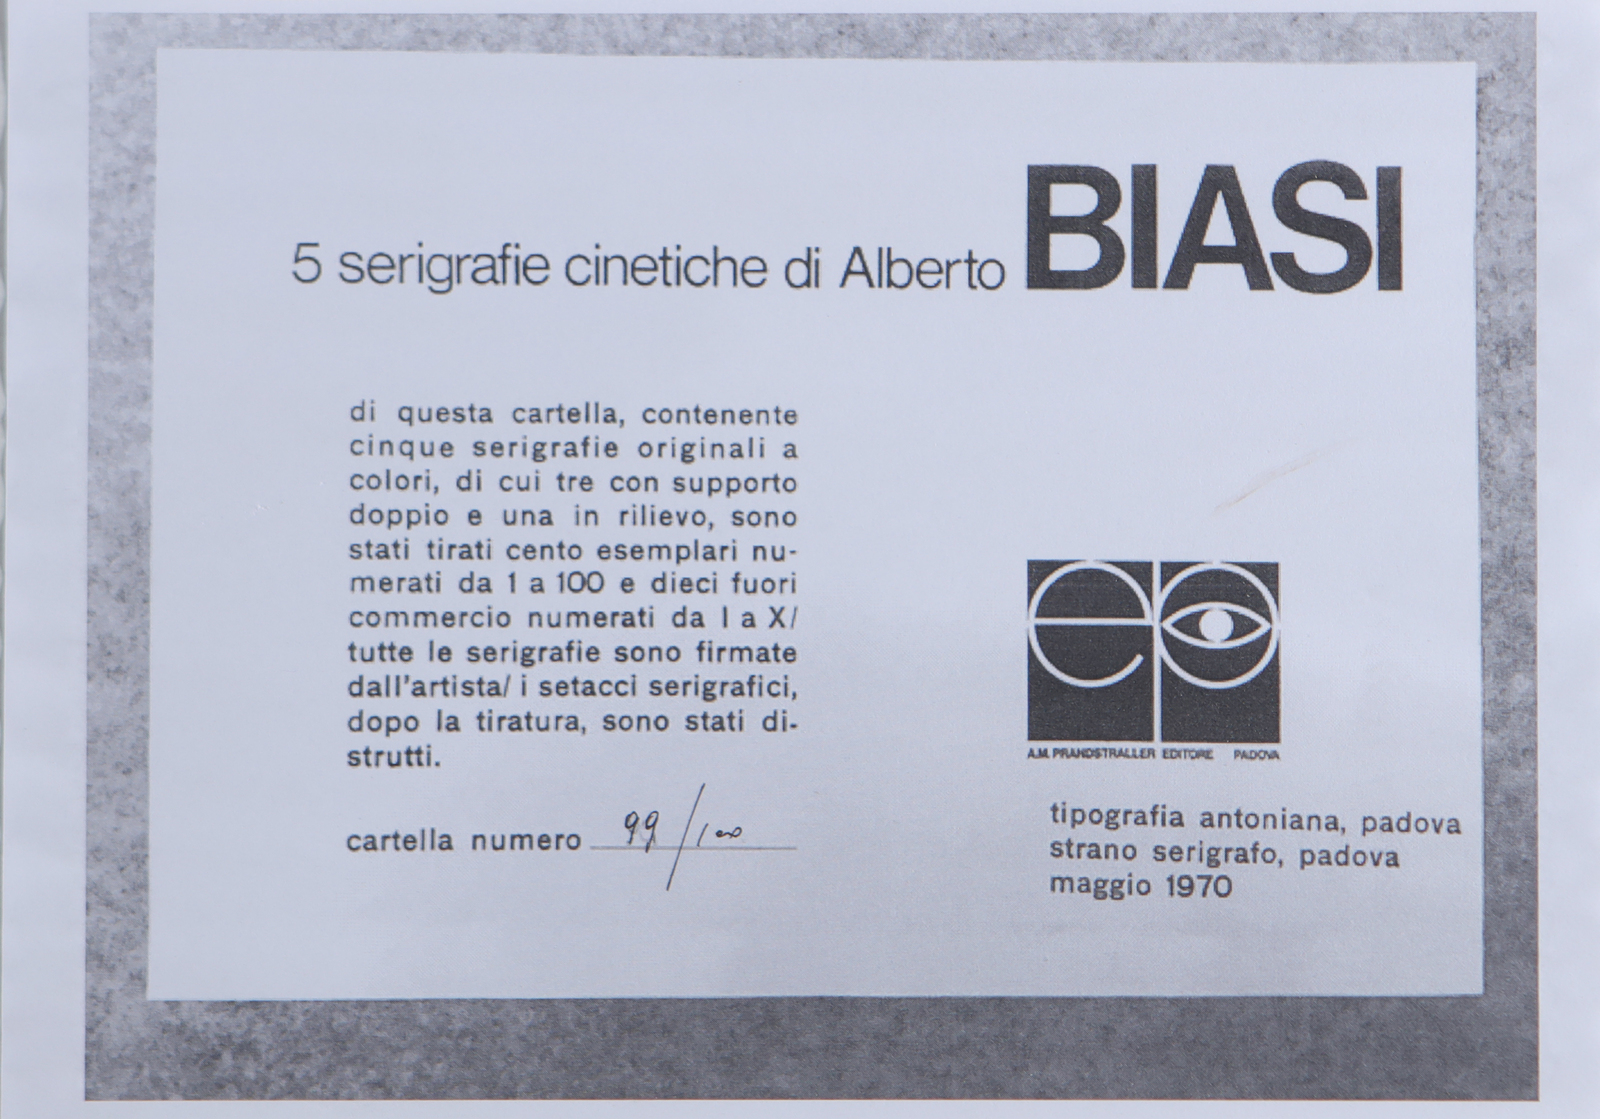 5 serigrafie cinetiche di Alberto BIASI
di questa cartella, contenente
cinque serigrafie originali a
colori, di cui tre con supporto
doppio e una in rilievo, sono
stati tirati cento esemplari nu-
merati da 1 a 100 e dieci fuori
commercio numerati da I a X/
tutte le serigrafie sono firmate
dall'artista/ i setacci serigrafici,
dopo la tiratura, sono stati di-
strutti.
cartella numero 99/100
ep
A.M. PRANDSTRALLER EDITORE PADOVA
tipografia antoniana, padova
strano serigrafo, padova
maggio 1970